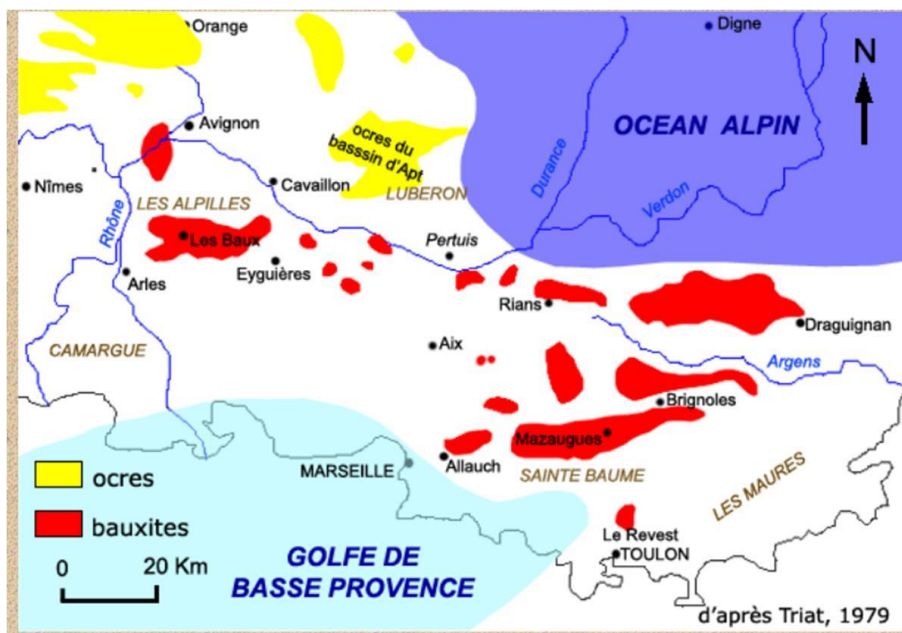 Orange
Digne
N
OCEAN ALPIN
Avignon
ocres du
basssin d'Apt
Durance
Nîmes
Cavaillon
LUBERON
Verdon
LES ALPILLES
Rhône
Les Baux
Pertuis
Eyguières
Arles
Rians
Draguignan
CAMARGUE
Aix
Argens
Brignoles
Mazaugues
MARSEILLE
Allauch
SAINTE BAUME
LES MAURES
ocres
bauxites
Le Revest
TOULON
0 20 Km
GOLFE DE
BASSE PROVENCE
d'après Triat, 1979